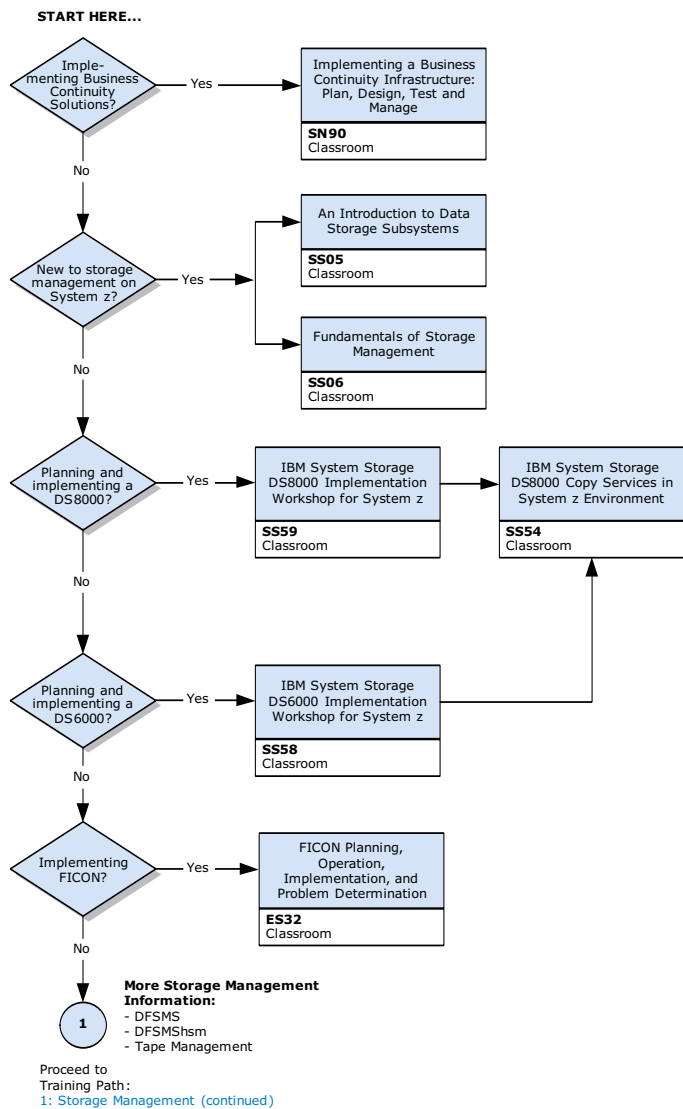 START HERE...
Imple-
menting Business
Continuity
Solutions?
Yes
Implementing a Business
Continuity Infrastructure:
Plan, Design, Test and
Manage
SN90
Classroom
No
New to storage
management on
System z?
Yes
An Introduction to Data
Storage Subsystems
SS05
Classroom
Fundamentals of Storage
Management
SS06
Classroom
No
Planning and
implementing a
DS8000?
Yes
IBM System Storage
DS8000 Implementation
Workshop for System z
SS59
Classroom
IBM System Storage
DS8000 Copy Services in
System z Environment
SS54
Classroom
No
Planning and
implementing a
DS6000?
Yes
IBM System Storage
DS6000 Implementation
Workshop for System z
SS58
Classroom
No
Implementing
FICON?
Yes
FICON Planning,
Operation,
Implementation, and
Problem Determination
ES32
Classroom
No
1
More Storage Management
Information:
- DFSMS
- DFSMShsm
- Tape Management
Proceed to
Training Path:
1: Storage Management (continued)